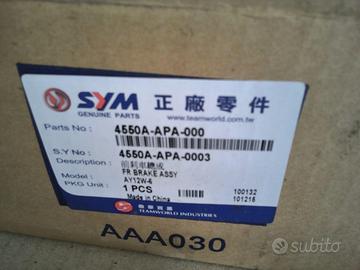 SYM 正廠零件
GENUINE PARTS www.teamworld.com.tw
Parts No : 4550A-APA-000
S.Y No : 4550A-APA-0003
Description : 前刹車總成
FR BRAKE ASSY
Model : AY12W-6
PKG Unit : 1 PCS 100132
Made in China 101215
TEAMWORLD INDUSTRIES
AAA030
subito